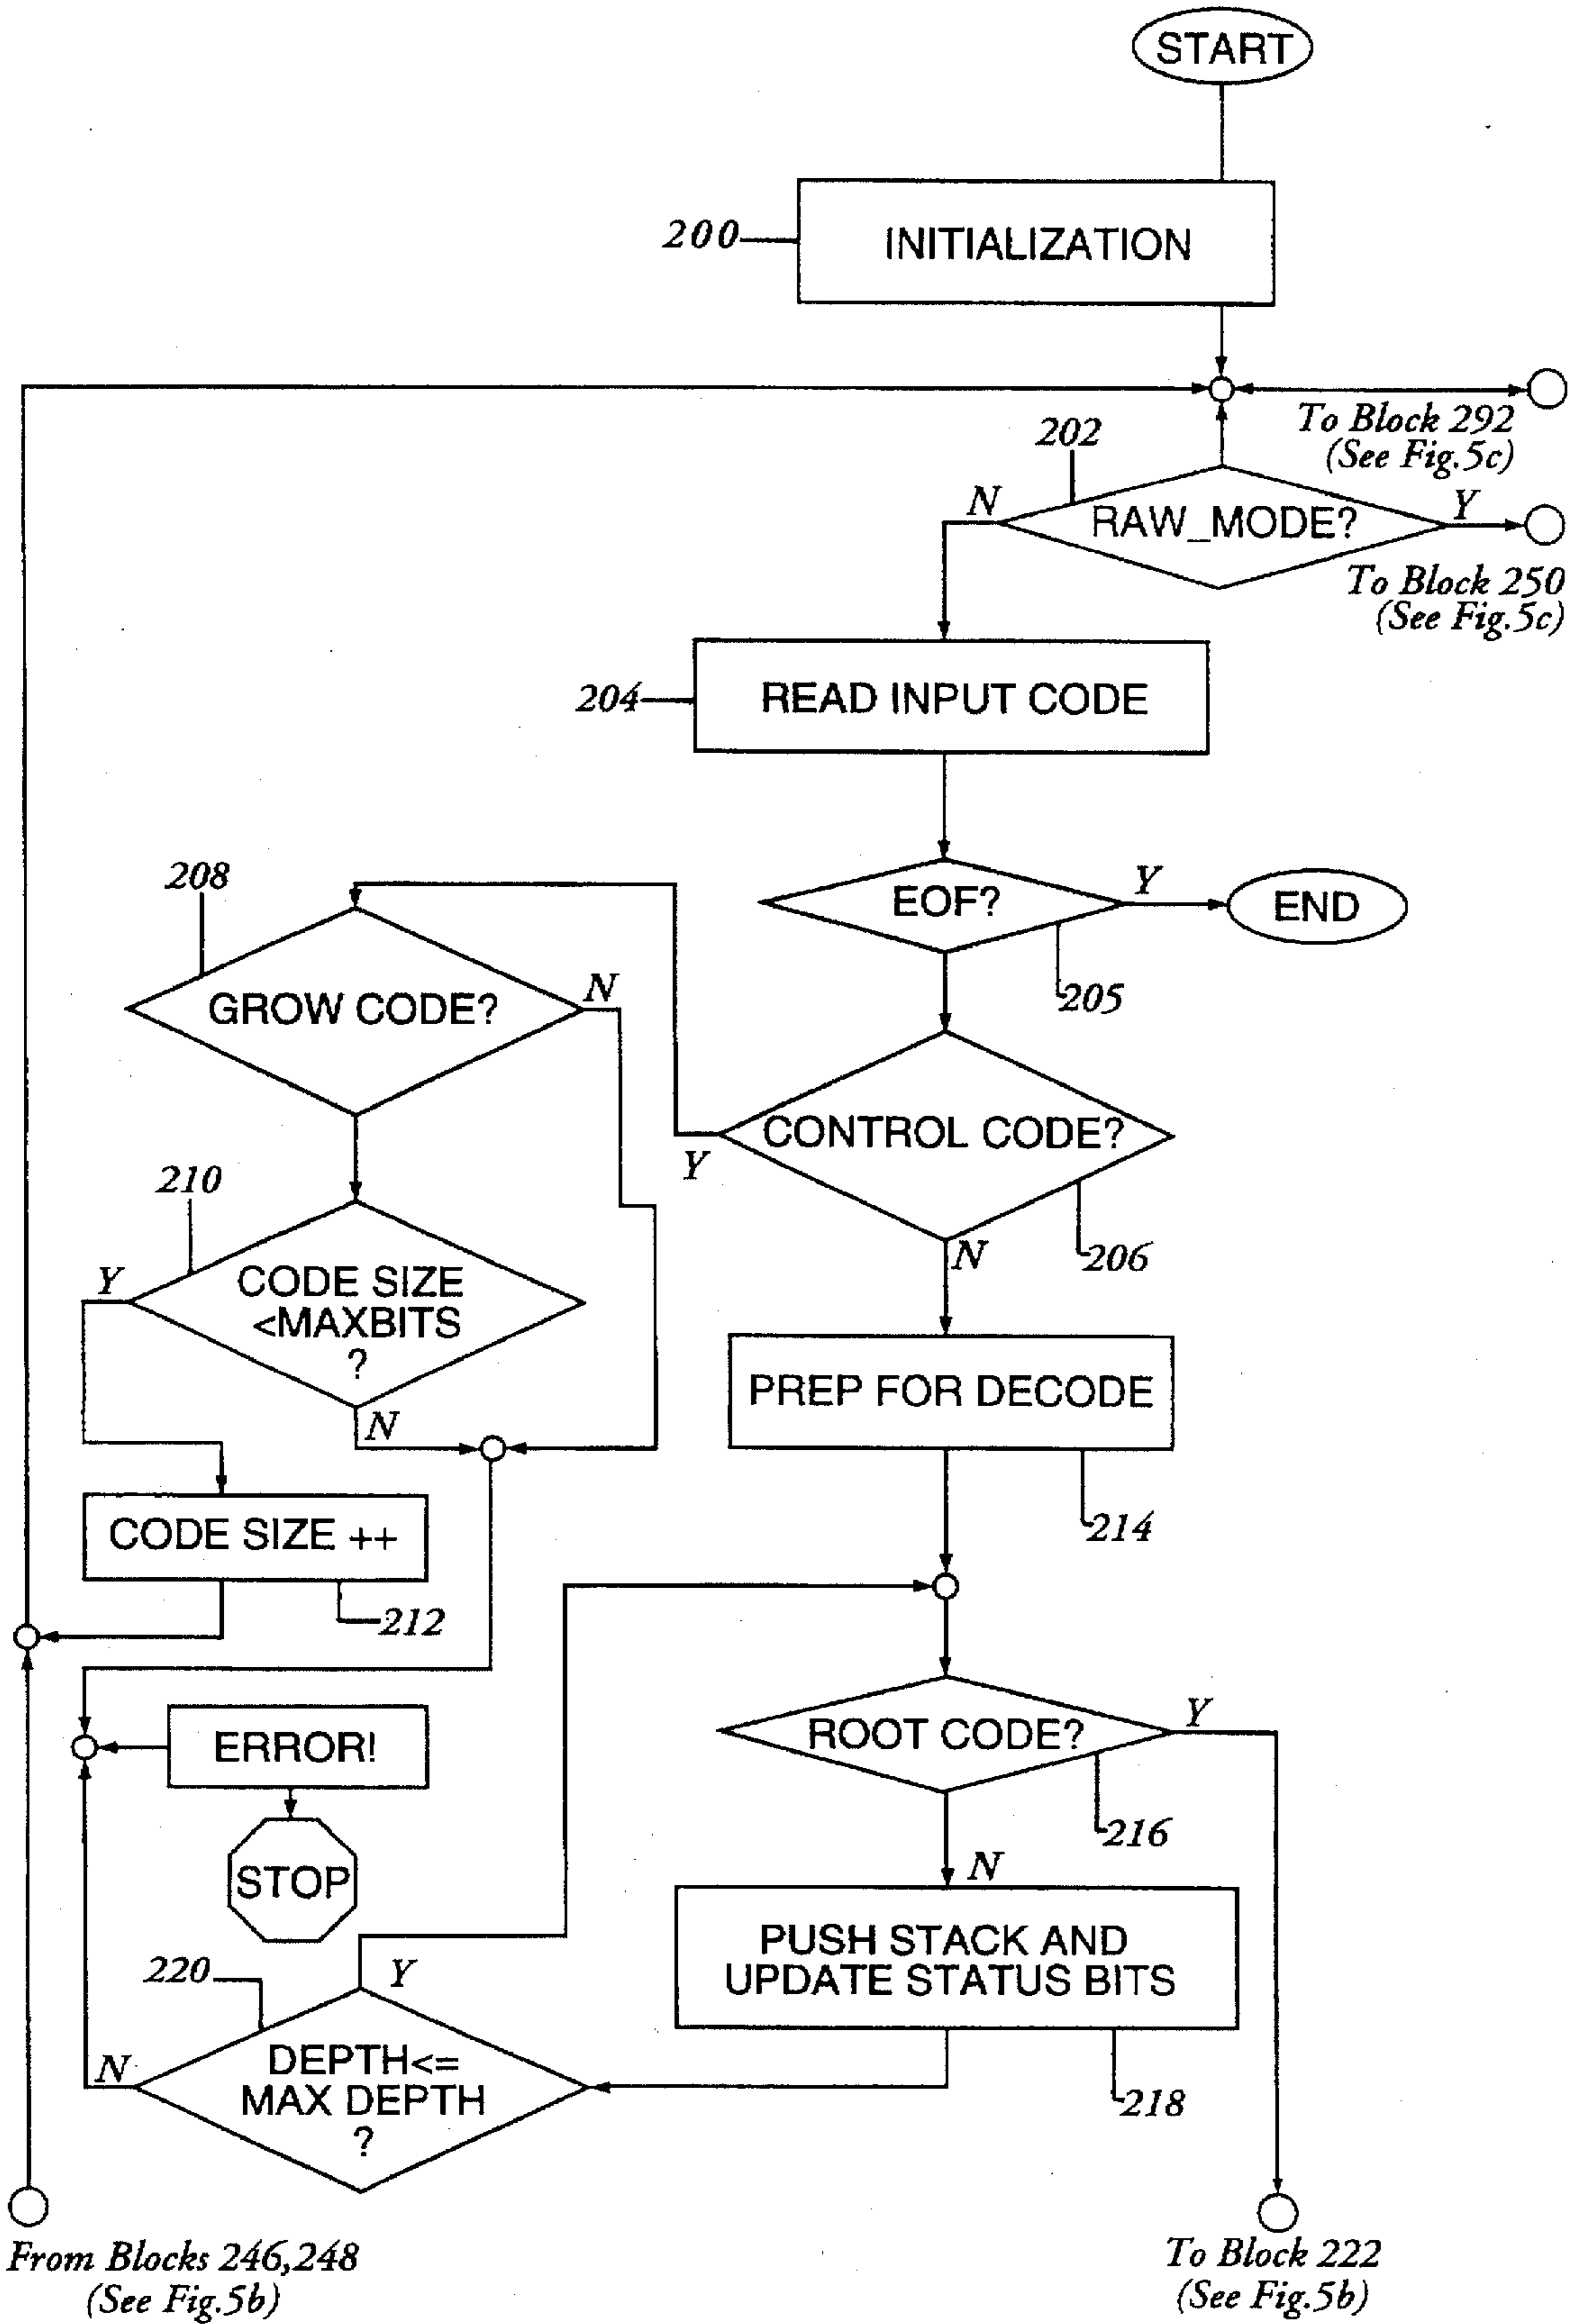 START
200
INITIALIZATION
To Block 292
(See Fig.5c)
202
N
RAW_MODE?
Y
To Block 250
(See Fig.5c)
204
READ INPUT CODE
208
EOF?
Y
END
205
GROW CODE?
N
CONTROL CODE?
Y
206
N
210
Y
CODE SIZE
<MAXBITS
?
N
PREP FOR DECODE
214
CODE SIZE ++
212
ERROR!
ROOT CODE?
Y
216
N
STOP
PUSH STACK AND
UPDATE STATUS BITS
218
220
Y
DEPTH<=
MAX DEPTH
?
N
From Blocks 246,248
(See Fig.5b)
To Block 222
(See Fig.5b)